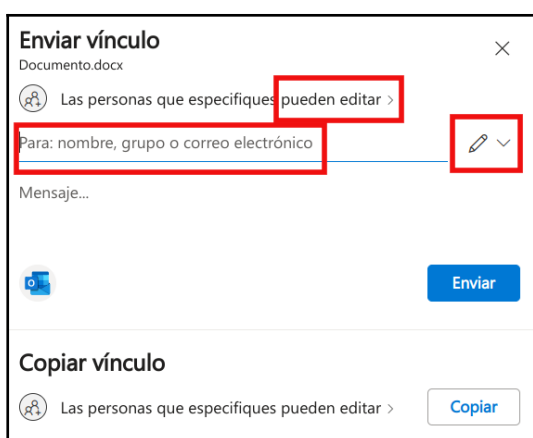 Enviar vínculo
Documento.docx
Las personas que especifiques pueden editar >
Para: nombre, grupo o correo electrónico
Mensaje...
Enviar
Copiar vínculo
Las personas que especifiques pueden editar >
Copiar